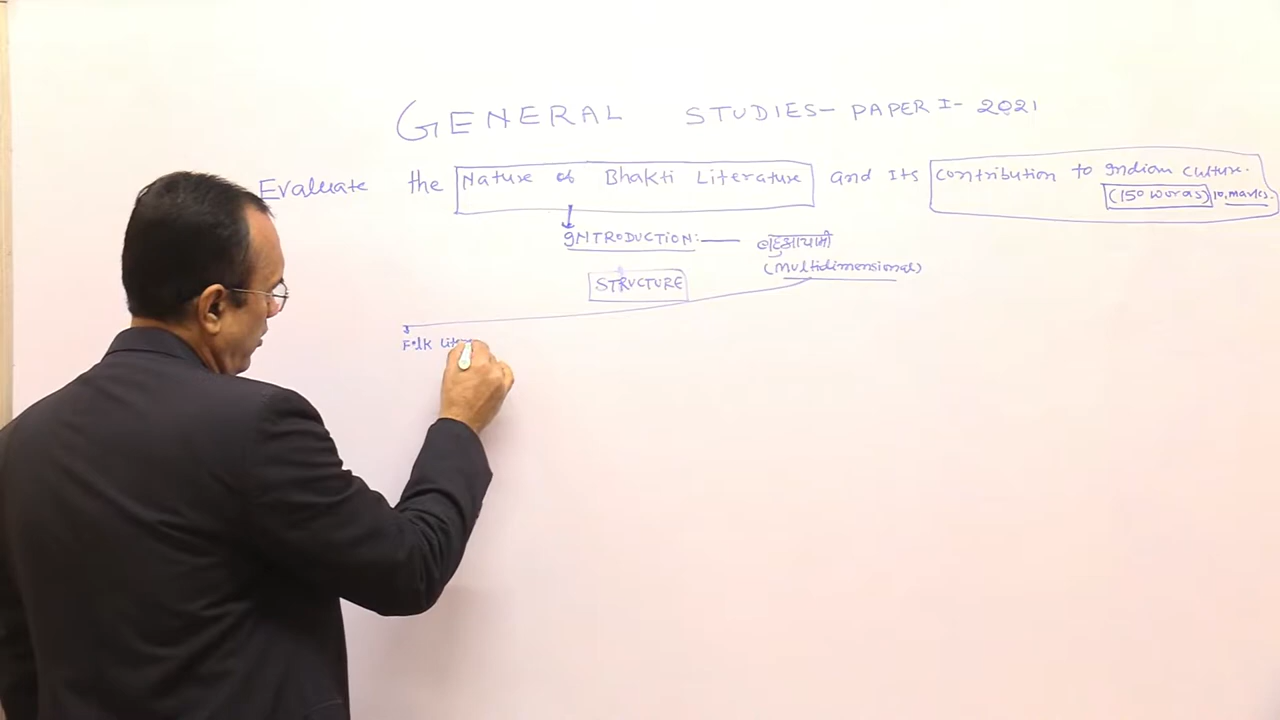 GENERAL STUDIES- PAPER I- 2021
Evaluate the Nature of Bhakti Literature and Its contribution to Indian culture.
(150 words) 10, marks.
INTRODUCTION:— बहुआयामी
(multidimensional)
STRUCTURE
Folk Lite